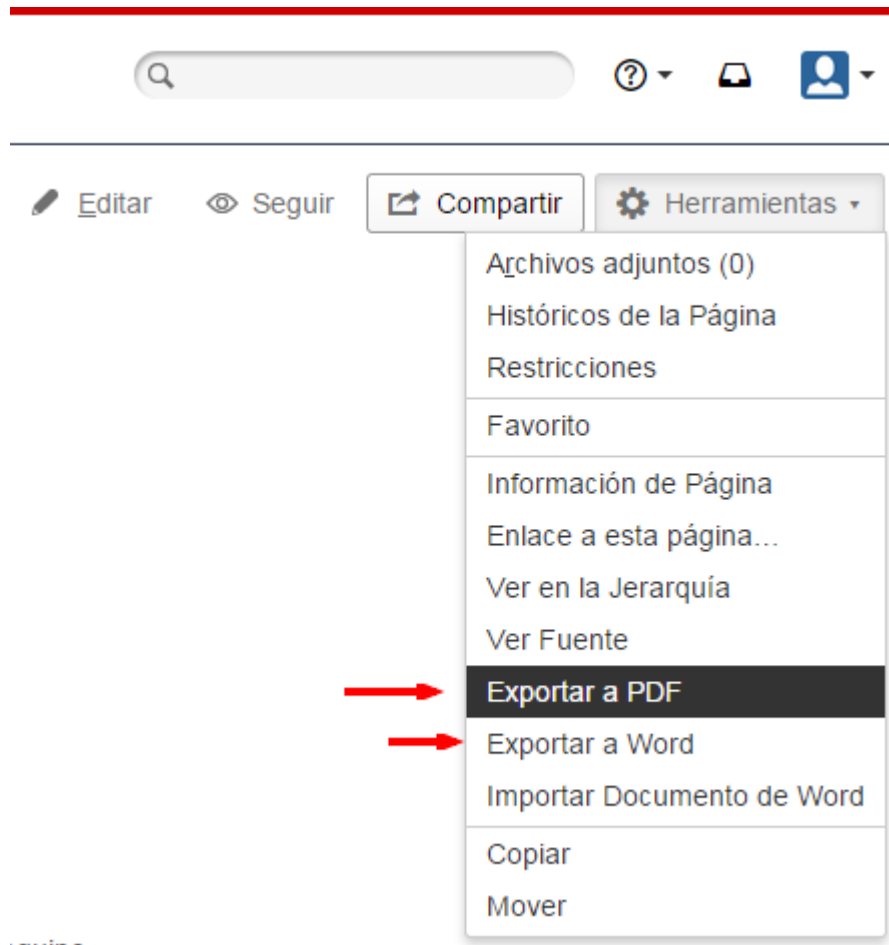 Editar Seguir Compartir Herramientas
Archivos adjuntos (0)
Históricos de la Página
Restricciones
Favorito
Información de Página
Enlace a esta página...
Ver en la Jerarquía
Ver Fuente
Exportar a PDF
Exportar a Word
Importar Documento de Word
Copiar
Mover